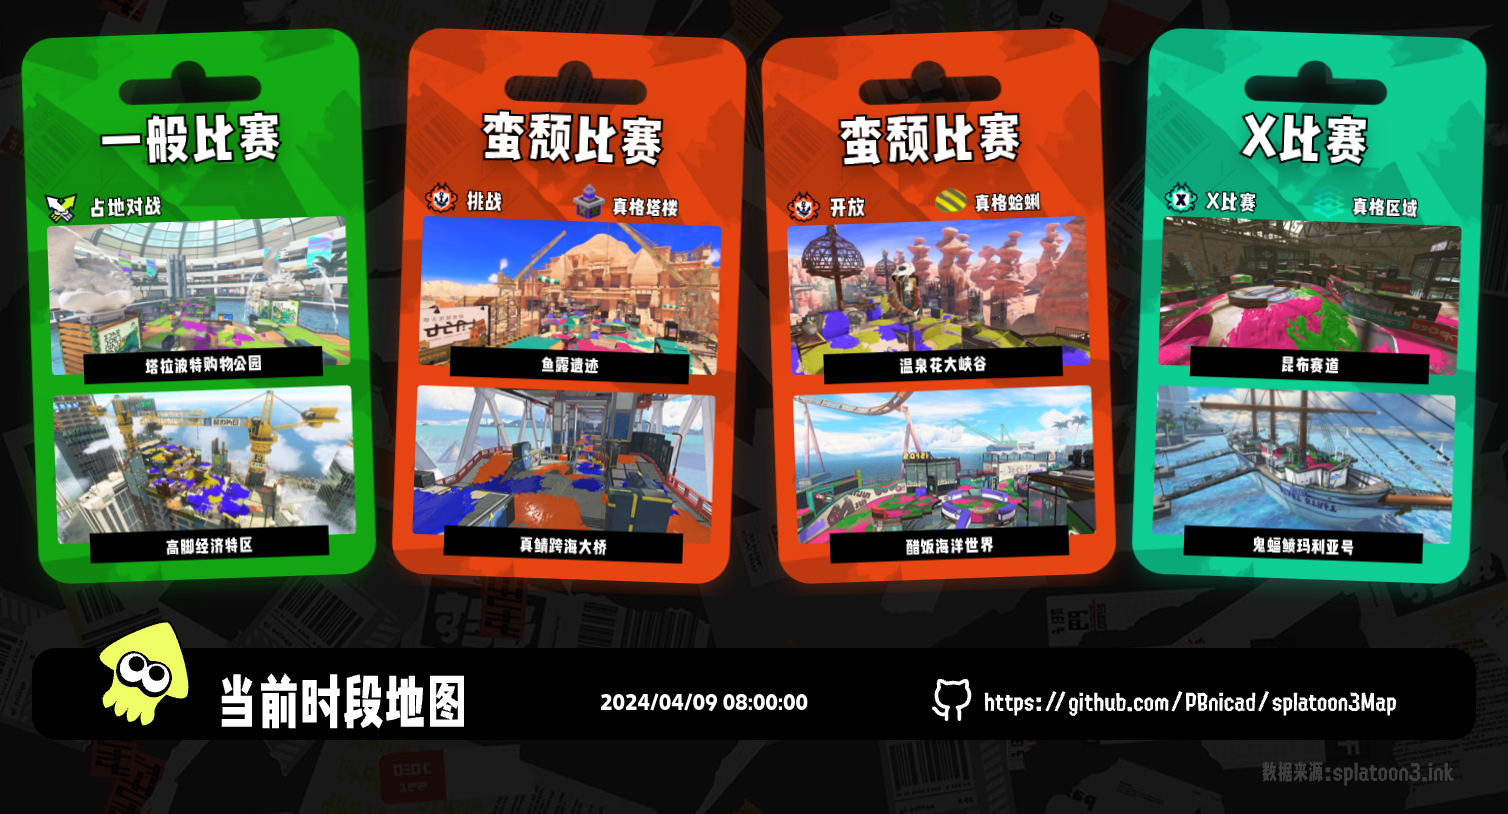 一般比赛
占地对战
塔拉波特购物公园
高脚经济特区
蛮颓比赛
挑战
真格塔楼
鱼露遗迹
真鲭跨海大桥
蛮颓比赛
开放
真格蛤蜊
温泉花大峡谷
醋饭海洋世界
X比赛
X比赛
真格区域
昆布赛道
鬼蝠鲼玛利亚号
当前时段地图
2024/04/09 08:00:00
https://github.com/PBnicad/splatoon3Map
数据来源:splatoon3.ink